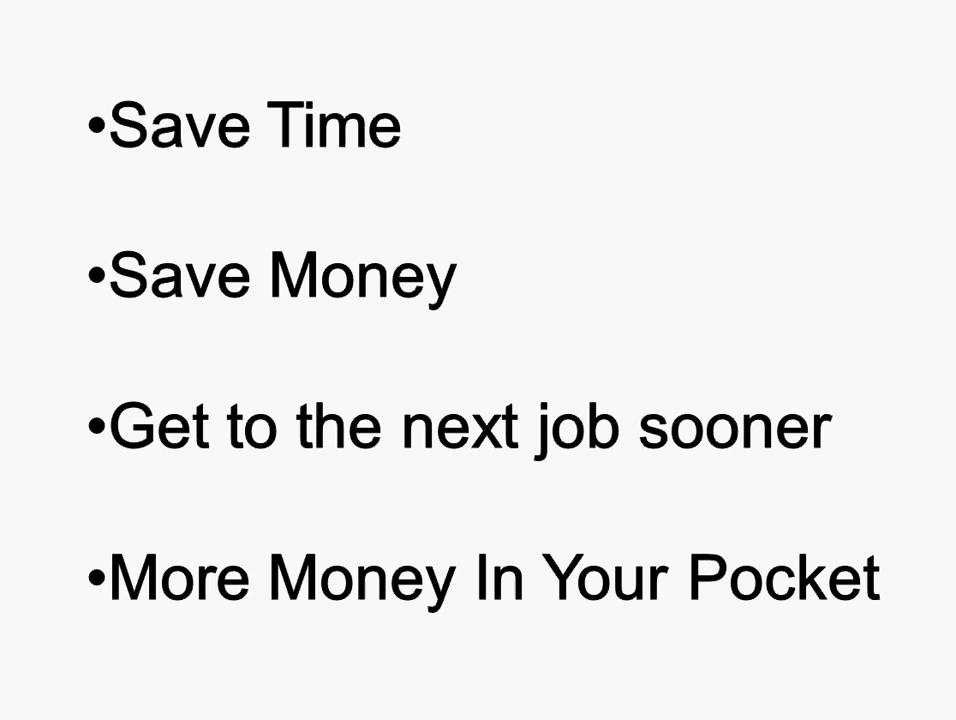 •Save Time
•Save Money
•Get to the next job sooner
•More Money In Your Pocket